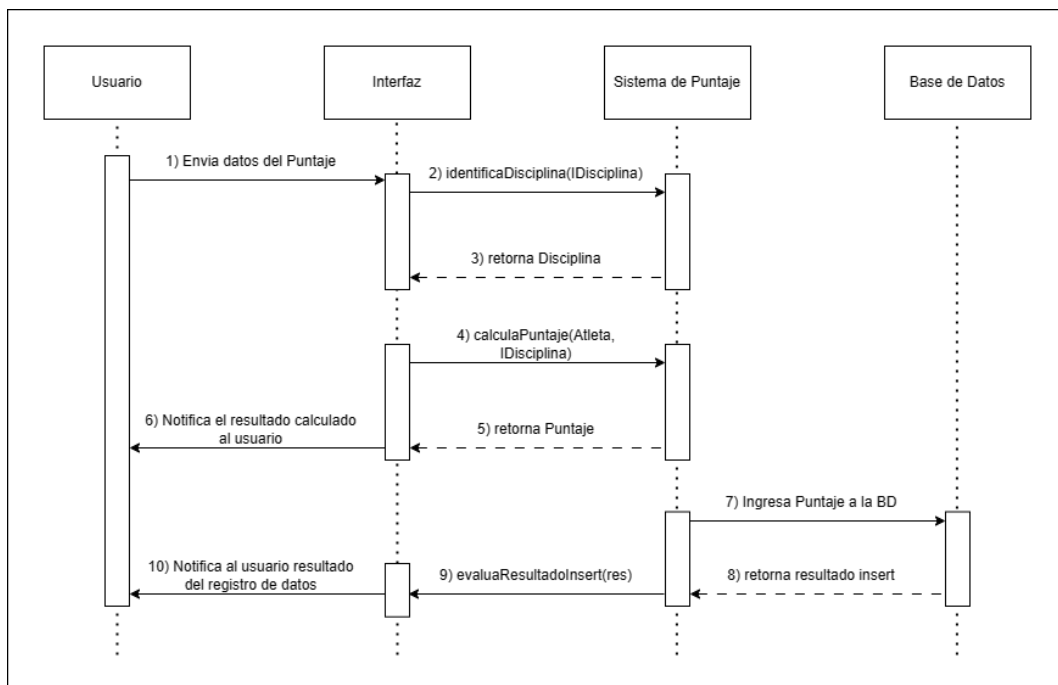 Usuario
Interfaz
Sistema de Puntaje
Base de Datos
1) Envia datos del Puntaje
2) identificaDisciplina(IDisciplina)
3) retorna Disciplina
4) calculaPuntaje(Atleta,
IDisciplina)
6) Notifica el resultado calculado
al usuario
5) retorna Puntaje
7) Ingresa Puntaje a la BD
10) Notifica al usuario resultado
del registro de datos
9) evaluaResultadoInsert(res)
8) retorna resultado insert